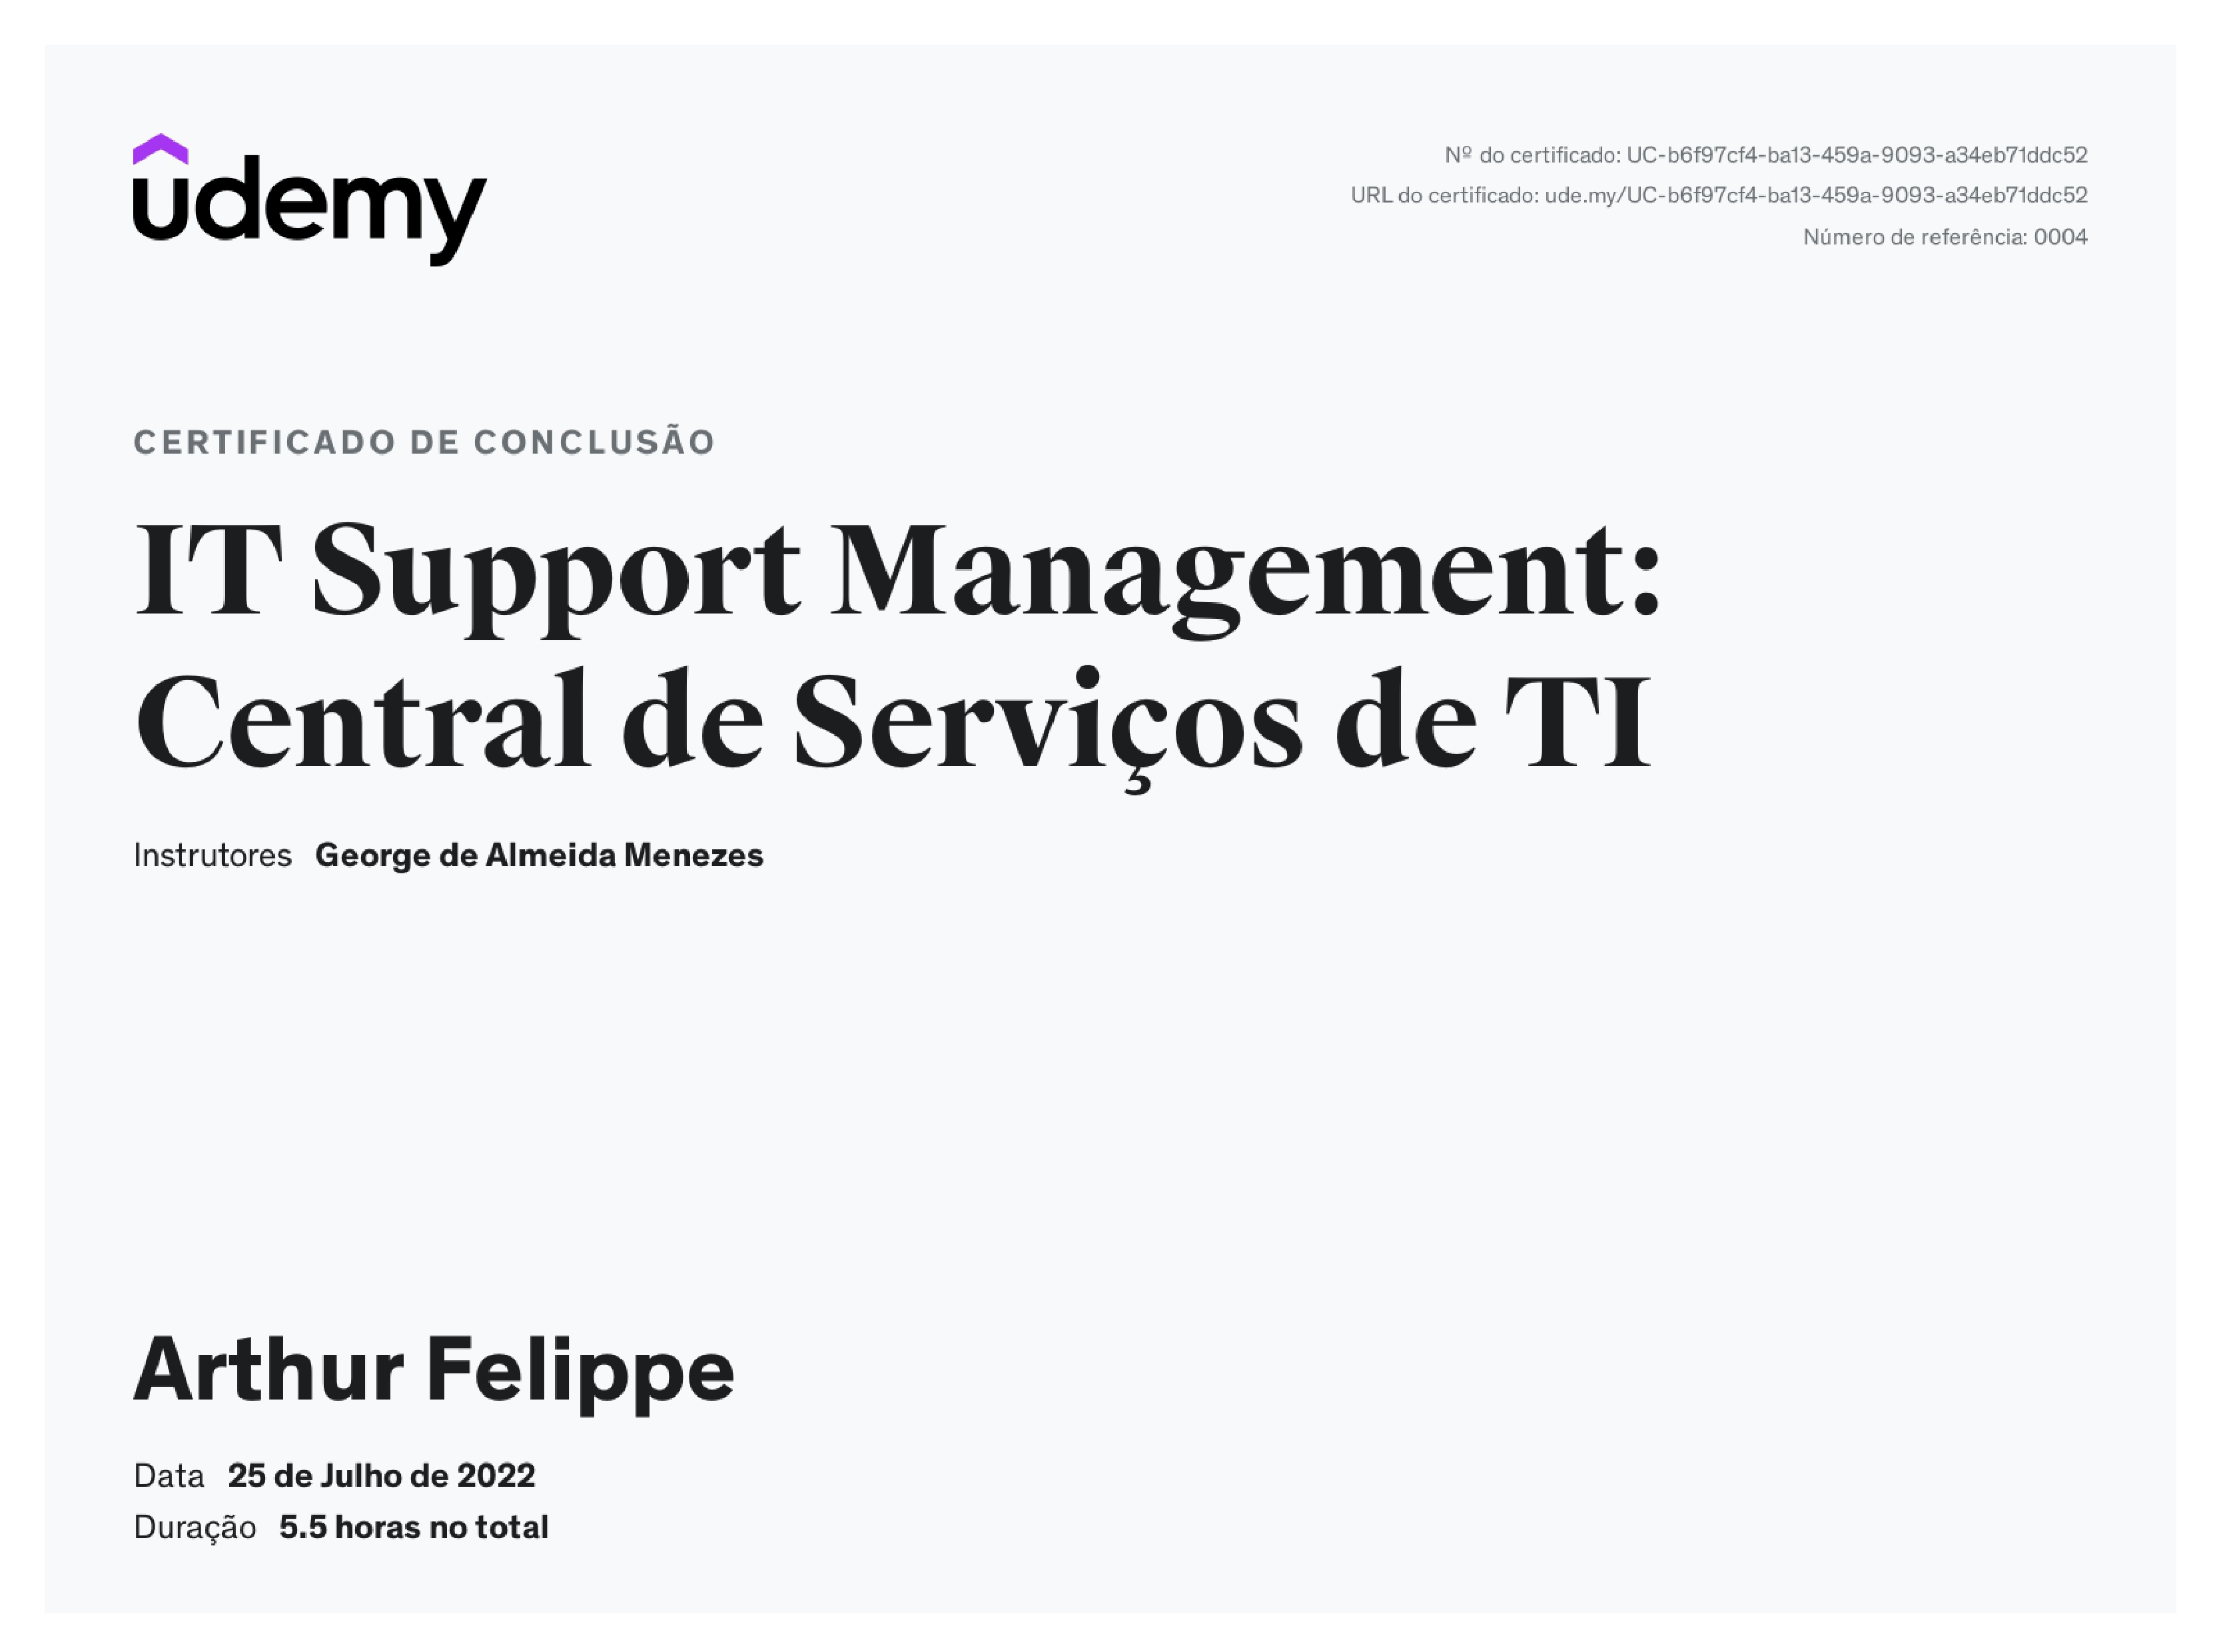 udemy
Nº do certificado: UC-b6f97cf4-ba13-459a-9093-a34eb71ddc52
URL do certificado: ude.my/UC-b6f97cf4-ba13-459a-9093-a34eb71ddc52
Número de referência: 0004
CERTIFICADO DE CONCLUSÃO
IT Support Management:
Central de Serviços de TI
Instrutores George de Almeida Menezes
Arthur Felippe
Data 25 de Julho de 2022
Duração 5.5 horas no total